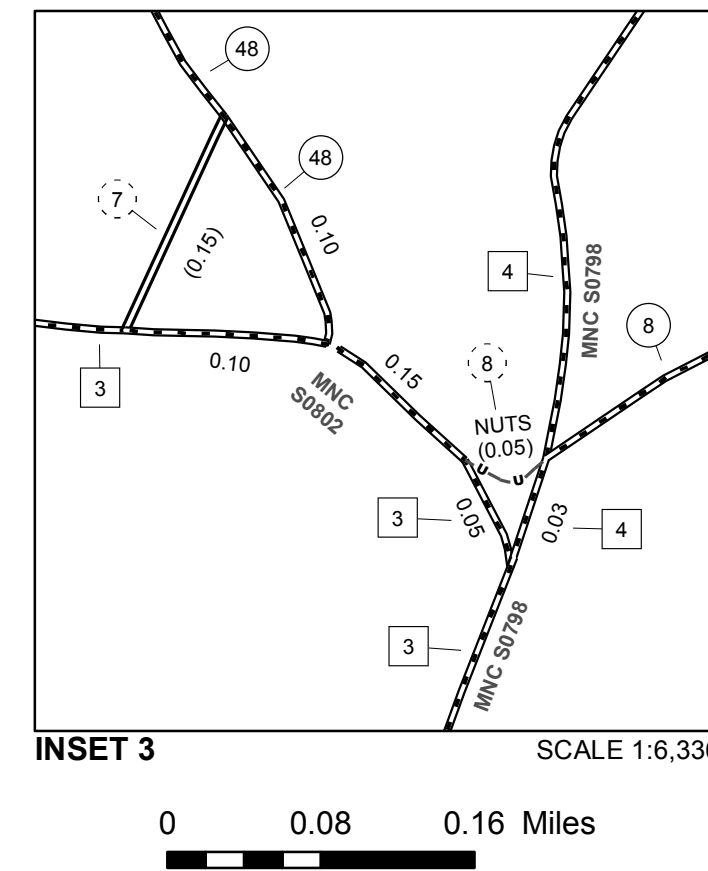 48
48
7
(0.15)
0.10
4
MNC S0798
8
3
0.10
0.15
8
MNC
S0802
NUTS
(0.05)
3
0.05
0.03
4
3
MNC S0798
U
U
INSET 3
SCALE 1:6,336
0 0.08 0.16 Miles